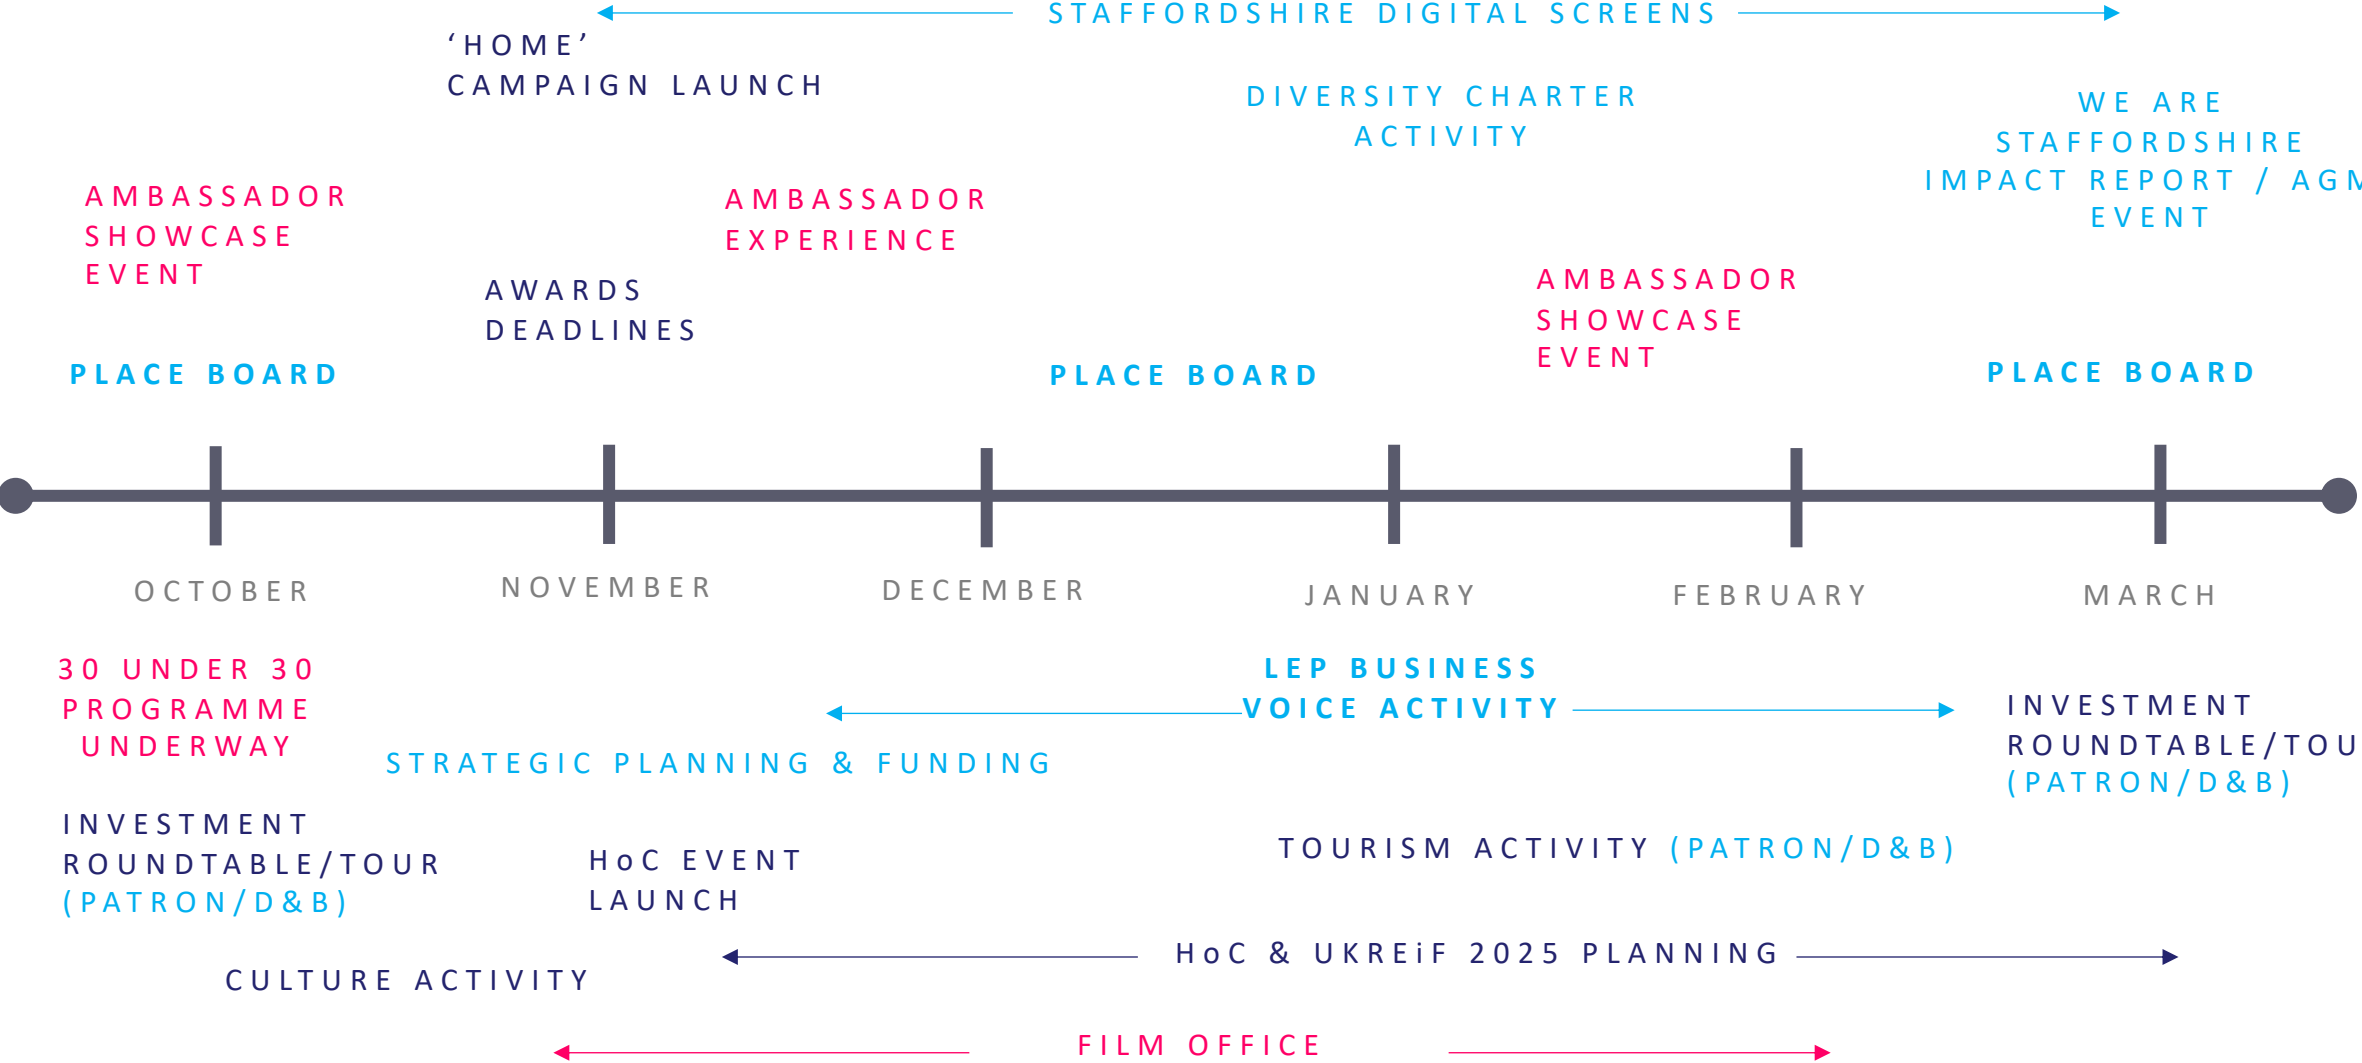 STAFFORDSHIRE DIGITAL SCREENS
‘HOME’
CAMPAIGN LAUNCH
DIVERSITY CHARTER
ACTIVITY
WE ARE
STAFFORDSHIRE
IMPACT REPORT / AGM
EVENT
AMBASSADOR
SHOWCASE
EVENT
AMBASSADOR
EXPERIENCE
AWARDS
DEADLINES
AMBASSADOR
SHOWCASE
EVENT
PLACE BOARD
PLACE BOARD
PLACE BOARD
OCTOBER
NOVEMBER
DECEMBER
JANUARY
FEBRUARY
MARCH
30 UNDER 30
PROGRAMME
UNDERWAY
LEP BUSINESS
VOICE ACTIVITY
STRATEGIC PLANNING & FUNDING
INVESTMENT
ROUNDTABLE/TOU
(PATRON/D&B)
INVESTMENT
ROUNDTABLE/TOUR
(PATRON/D&B)
HoC EVENT
LAUNCH
TOURISM ACTIVITY (PATRON/D&B)
HoC & UKREiF 2025 PLANNING
CULTURE ACTIVITY
FILM OFFICE